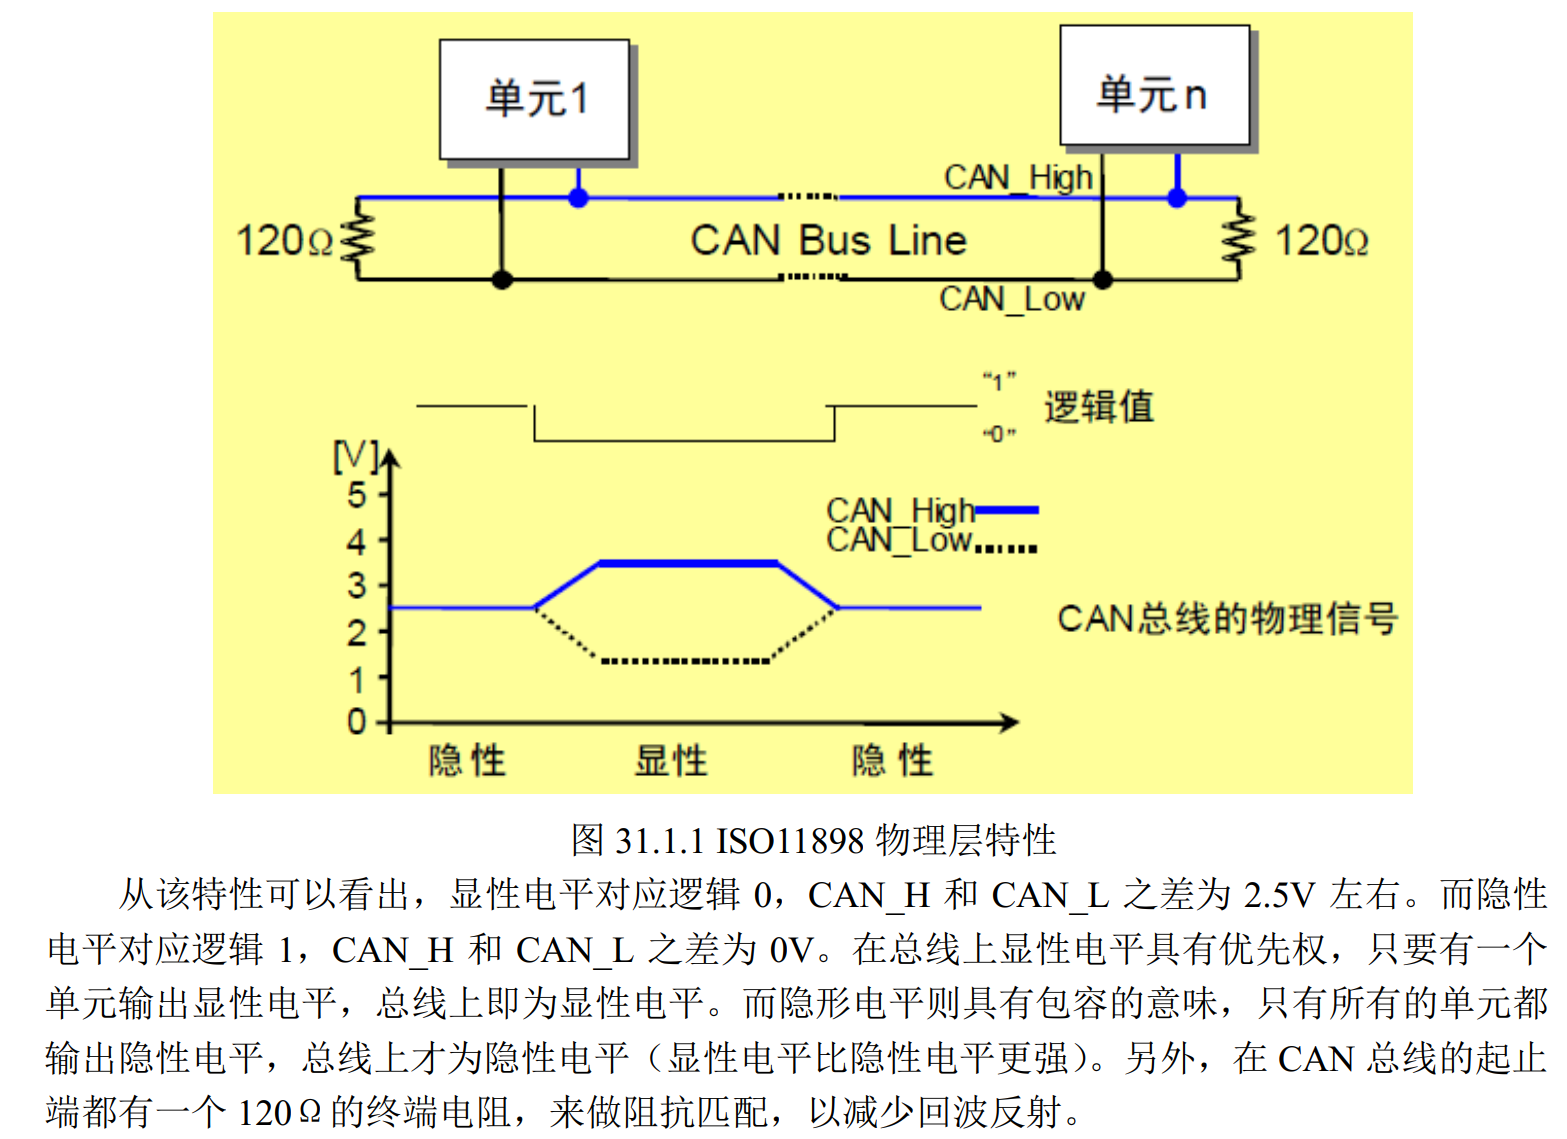 单元1
单元n
CAN_High
120Ω
CAN Bus Line
120Ω
CAN_Low
“1”
逻辑值
“0”
[V]
5
CAN_High
4
CAN_Low
3
CAN总线的物理信号
2
1
0
隐性
显性
隐性
图 31.1.1 ISO11898 物理层特性
从该特性可以看出，显性电平对应逻辑 0，CAN_H 和 CAN_L 之差为 2.5V 左右。而隐性
电平对应逻辑 1，CAN_H 和 CAN_L 之差为 0V。在总线上显性电平具有优先权，只要有一个
单元输出显性电平，总线上即为显性电平。而隐形电平则具有包容的意味，只有所有的单元都
输出隐性电平，总线上才为隐性电平（显性电平比隐性电平更强）。另外，在 CAN 总线的起止
端都有一个 120Ω的终端电阻，来做阻抗匹配，以减少回波反射。